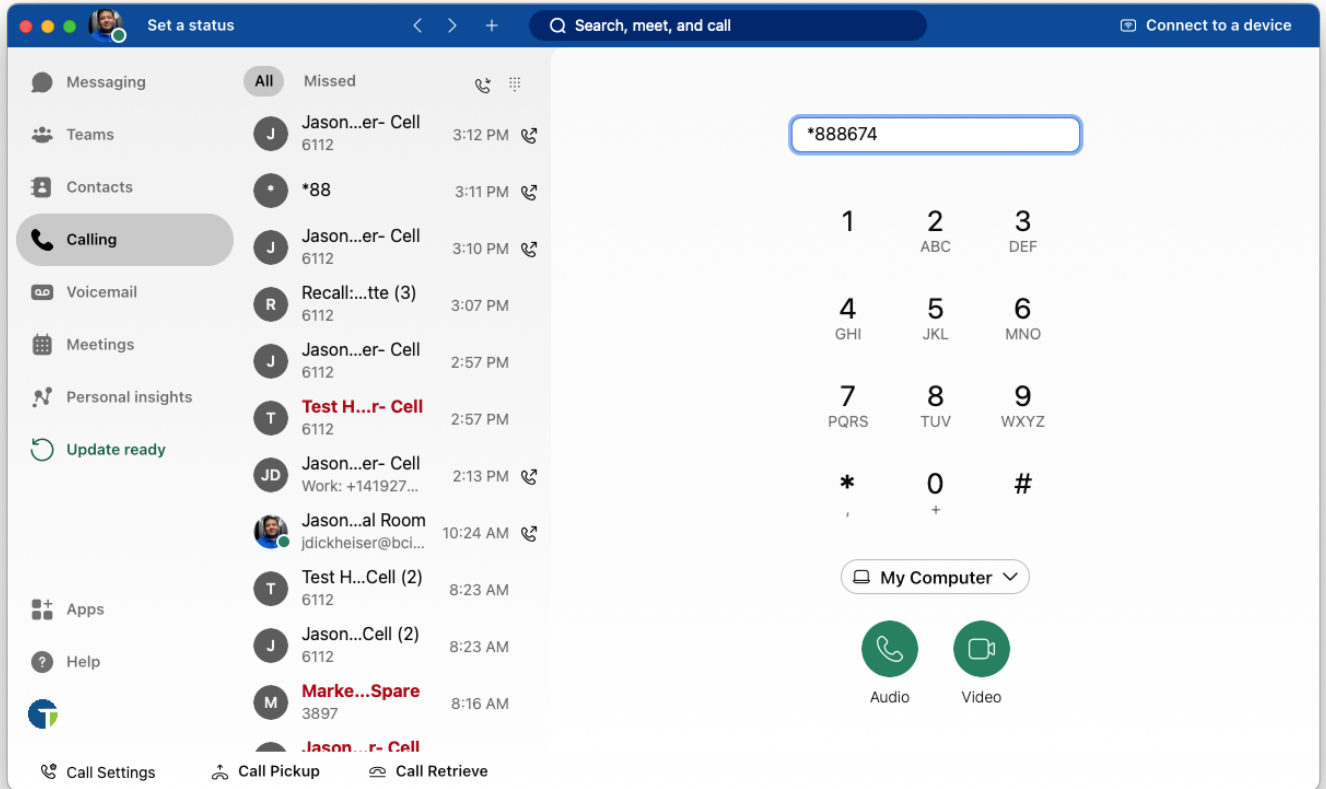 Set a status
Search, meet, and call
Connect to a device
Messaging
Teams
Contacts
Calling
Voicemail
Meetings
Personal insights
Update ready
Apps
Help
All Missed
J Jason...er- Cell
6112
3:12 PM
* *88
3:11 PM
J Jason...er- Cell
6112
3:10 PM
R Recall:...tte (3)
6112
3:07 PM
J Jason...er- Cell
6112
2:57 PM
T Test H...r- Cell
6112
2:57 PM
JD Jason...er- Cell
Work: +141927...
2:13 PM
Jason...al Room
jdickheiser@bci...
10:24 AM
T Test H...Cell (2)
6112
8:23 AM
J Jason...Cell (2)
6112
8:23 AM
M Marke...Spare
3897
8:16 AM
Jason...r- Cell
*888674
1 2 3
ABC DEF
4 5 6
GHI JKL MNO
7 8 9
PQRS TUV WXYZ
* 0 #
, +
My Computer
Audio Video
Call Settings Call Pickup Call Retrieve